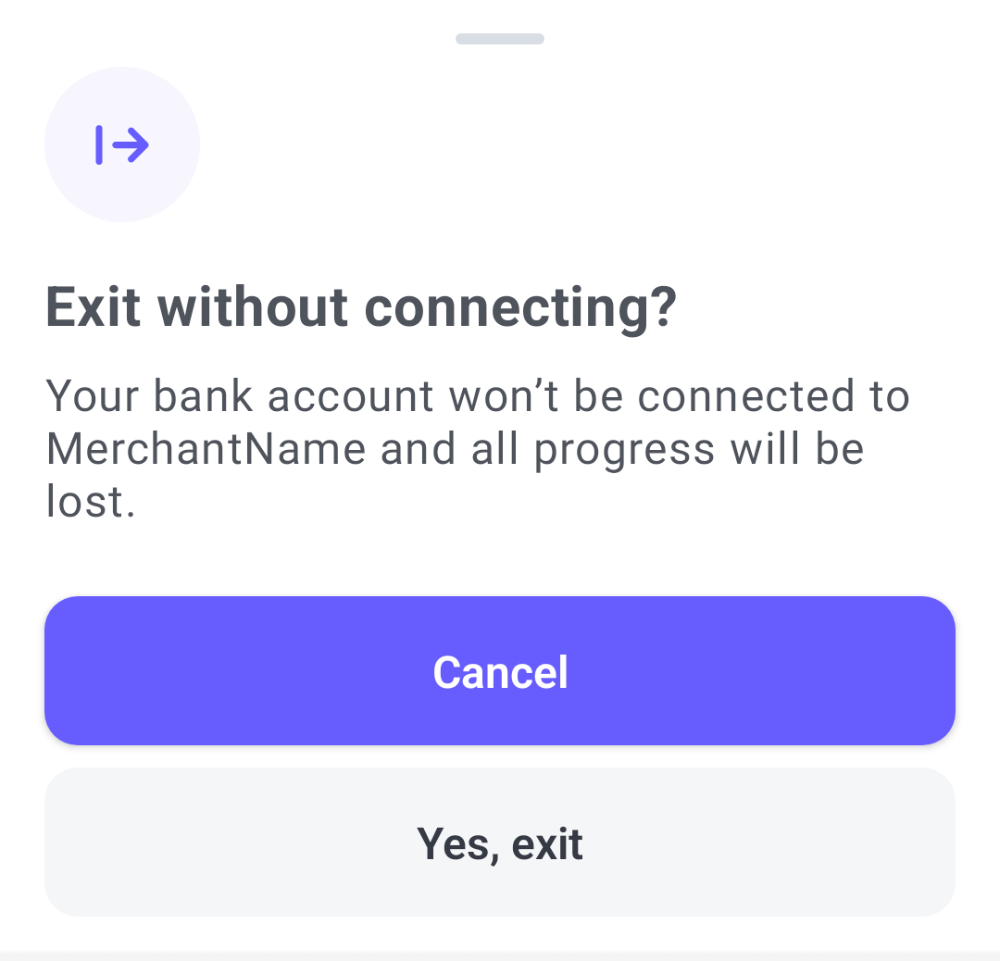 Exit without connecting?
Your bank account won’t be connected to
MerchantName and all progress will be
lost.
Cancel
Yes, exit